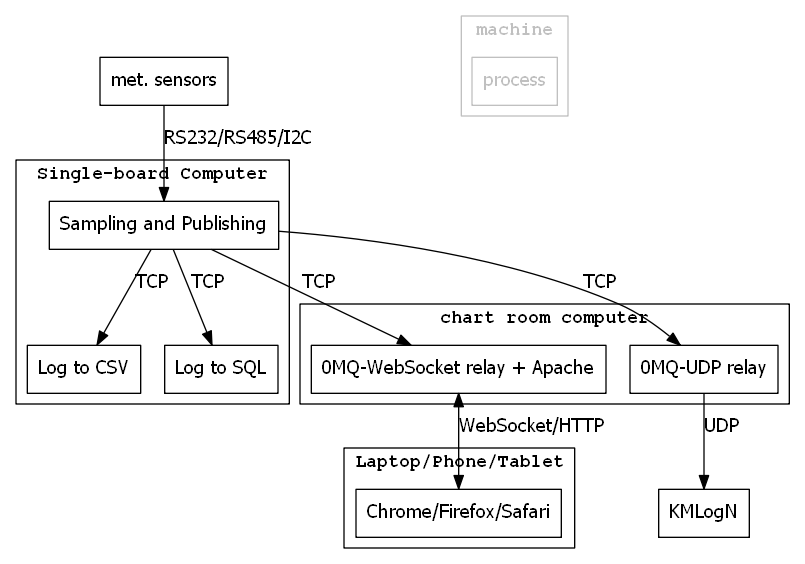 machine
process
met. sensors
RS232/RS485/I2C
Single-board Computer
Sampling and Publishing
TCP
TCP
TCP
TCP
chart room computer
Log to CSV
Log to SQL
0MQ-WebSocket relay + Apache
0MQ-UDP relay
WebSocket/HTTP
UDP
Laptop/Phone/Tablet
Chrome/Firefox/Safari
KMLogN